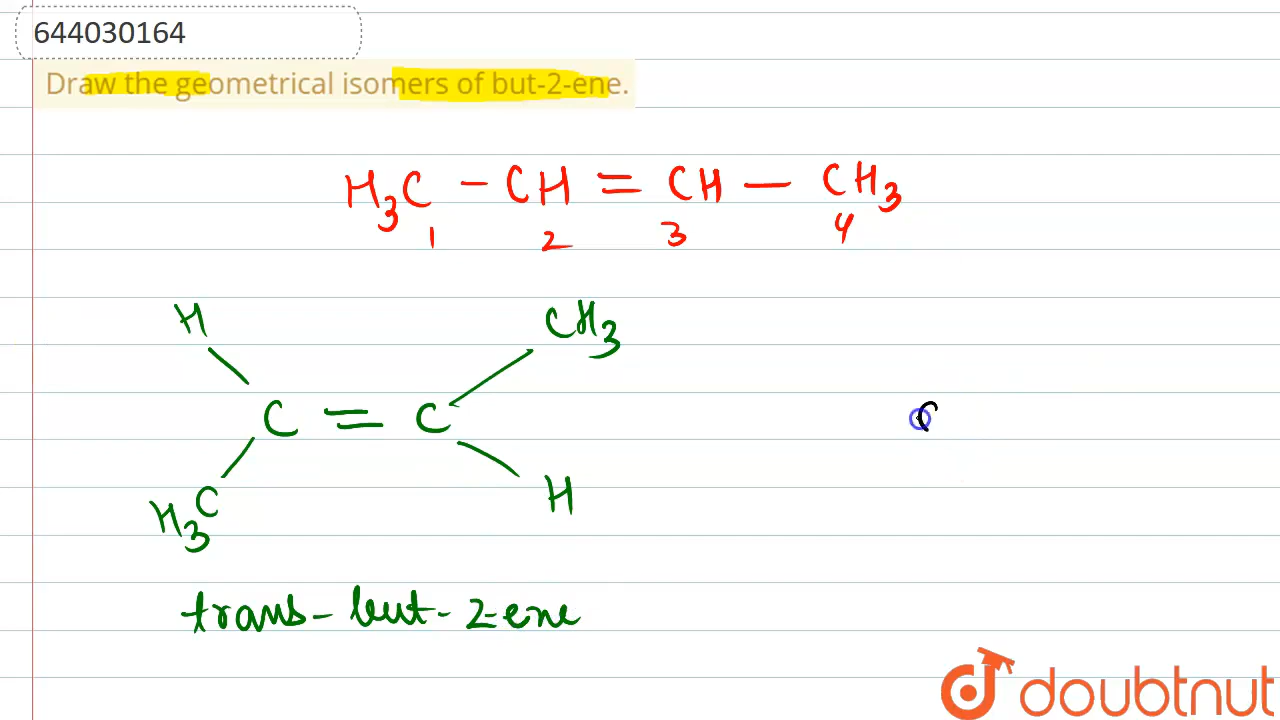 644030164
Draw the geometrical isomers of but-2-ene.
H3C - CH = CH - CH3
1 2 3 4
H CH3
C = C
H3C H
trans-but-2-ene
C
doubtnut